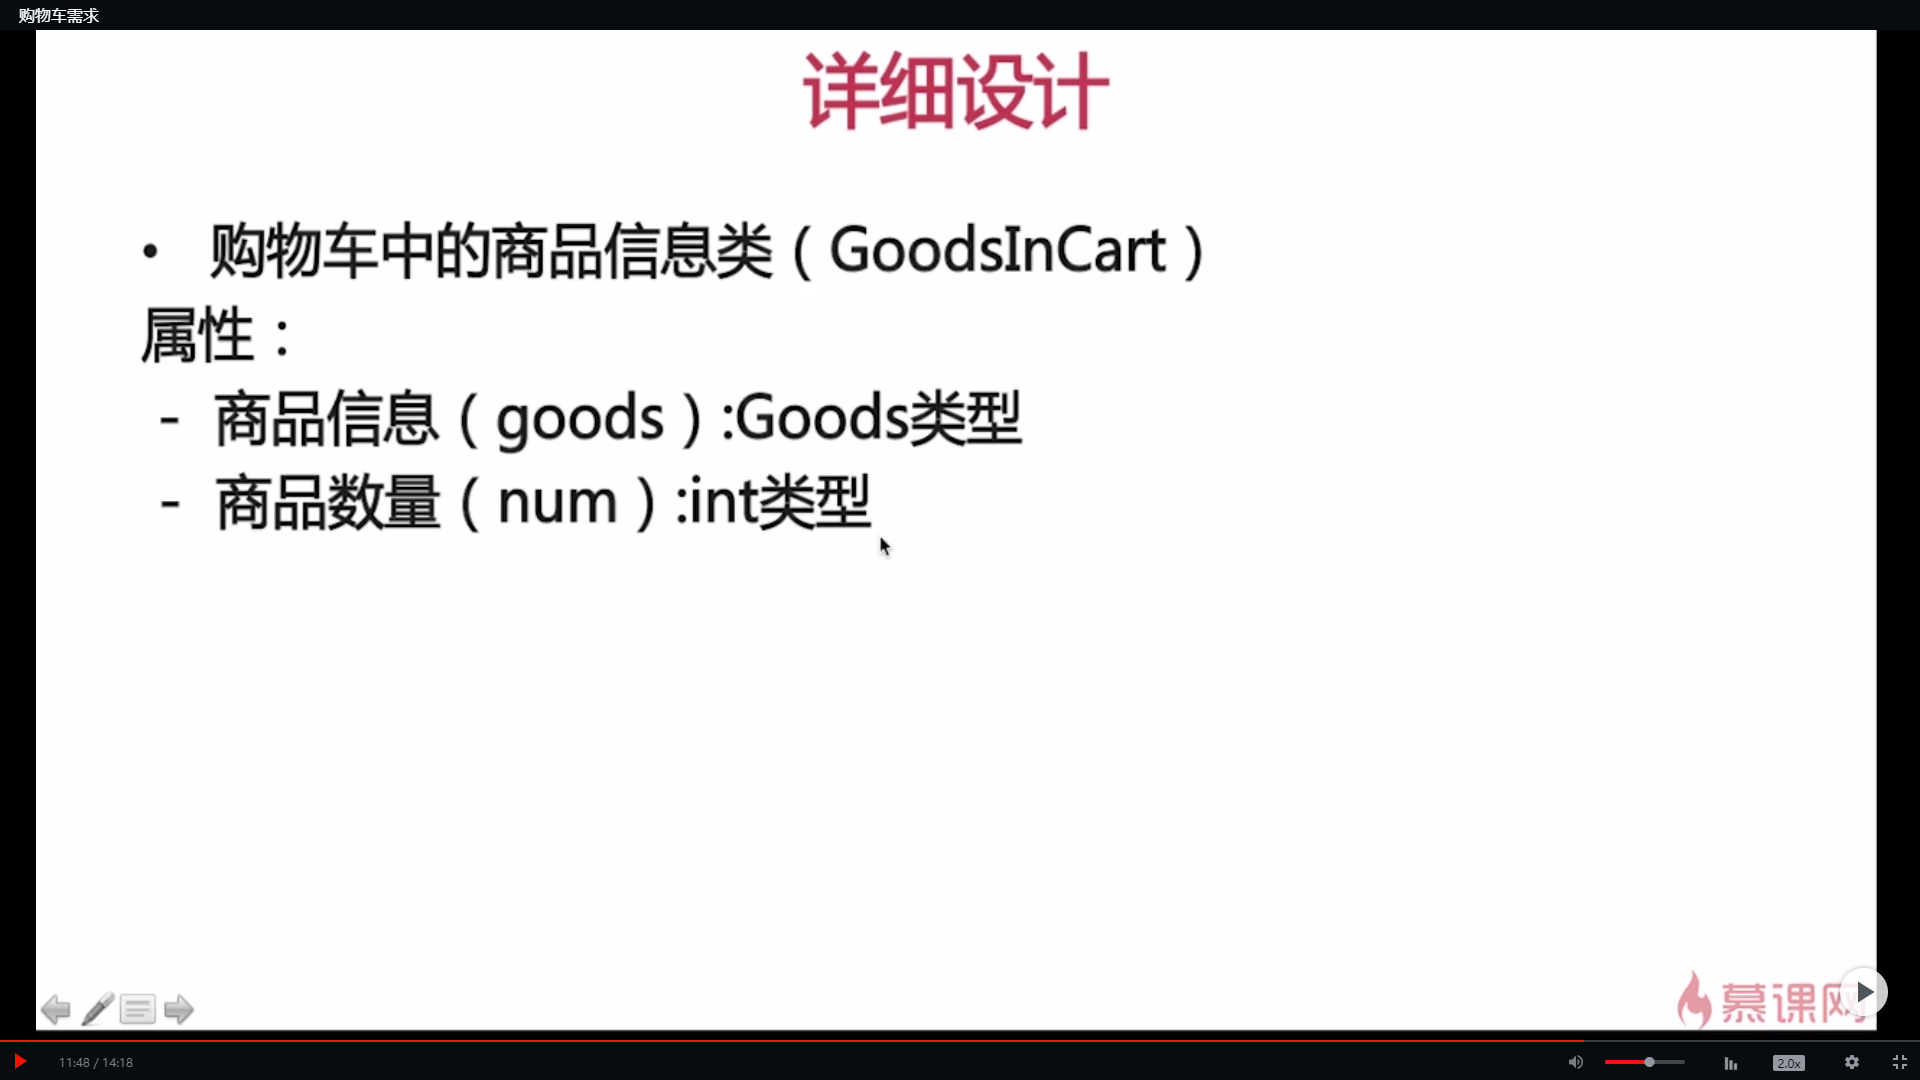 购物车需求
详细设计
• 购物车中的商品信息类（GoodsInCart）
属性：
- 商品信息（goods）:Goods类型
- 商品数量（num）:int类型
慕课网
11:48 / 14:18
2.0x